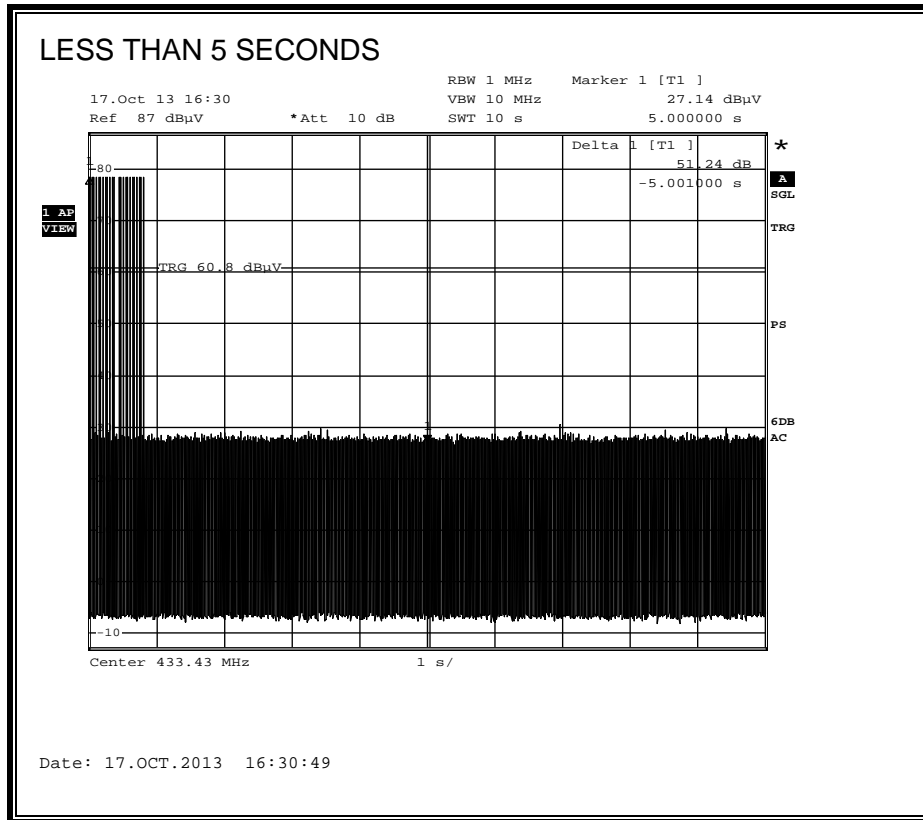 LESS THAN 5 SECONDS
RBW 1 MHz Marker 1 [T1 ]
17.Oct 13 16:30 VBW 10 MHz 27.14 dBµV
Ref 87 dBµV *Att 10 dB SWT 10 s 5.000000 s
Delta 1 [T1 ]
51.24 dB
-5.001000 s
*
A
SGL
TRG
1 AP
VIEW
1
80
TRG 60.8 dBµV
PS
6DB
AC
1
-10
Center 433.43 MHz 1 s/
Date: 17.OCT.2013 16:30:49